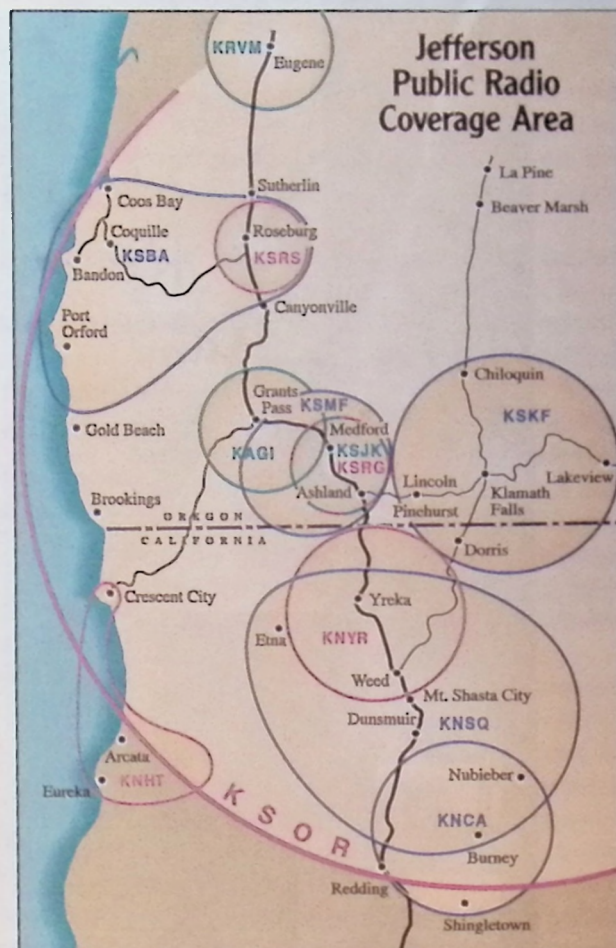 Jefferson
Public Radio
Coverage Area
KRVM
Eugene
La Pine
Beaver Marsh
Sutherlin
Coos Bay
Coquille
KSBA
Bandon
Roseburg
KSRS
Port
Orford
Canyonville
Chiloquin
Grants
Pass
KSMF
KSKF
Gold Beach
KAGI
Medford
KSJK
KSRG
Ashland
Lincoln
Pinehurst
Klamath
Falls
Lakeview
Brookings
OREGON
CALIFORNIA
Dorris
Crescent City
Yreka
Etna
KNYR
Weed
Mt. Shasta City
Dunsmuir
KNSQ
Arcata
Eureka
KNHT
Nubieber
KNCA
Burney
KSOR
Redding
Shingletown